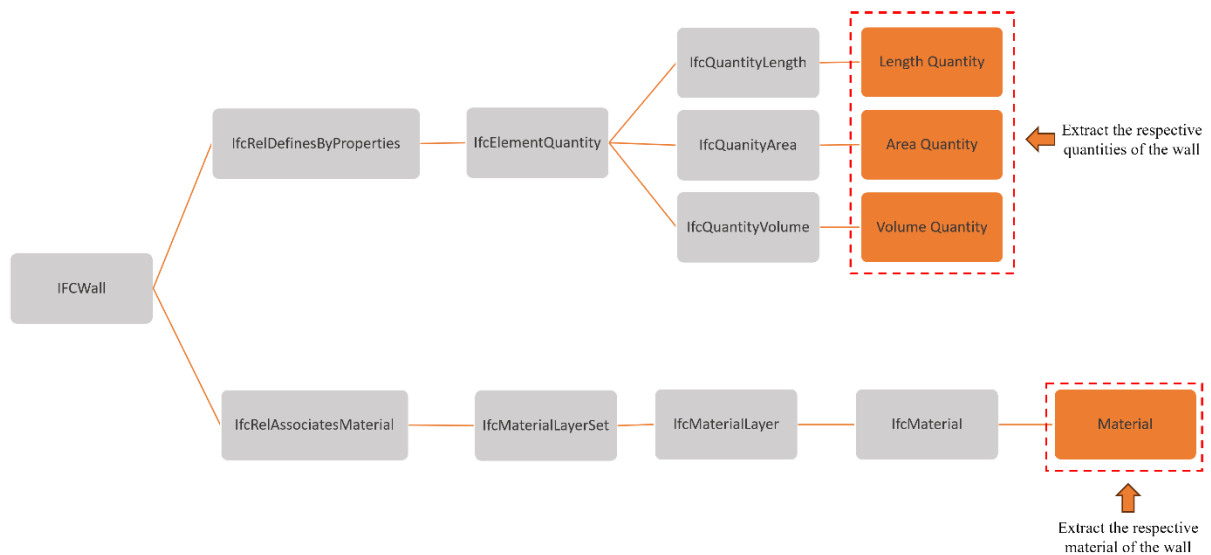 IfcQuantityLength
Length Quantity
IfcRelDefinesByProperties
IfcElementQuantity
IfcQuanityArea
Area Quantity
Extract the respective
quantities of the wall
IfcQuantityVolume
Volume Quantity
IFCWall
IfcRelAssociatesMaterial
IfcMaterialLayerSet
IfcMaterialLayer
IfcMaterial
Material
Extract the respective
material of the wall